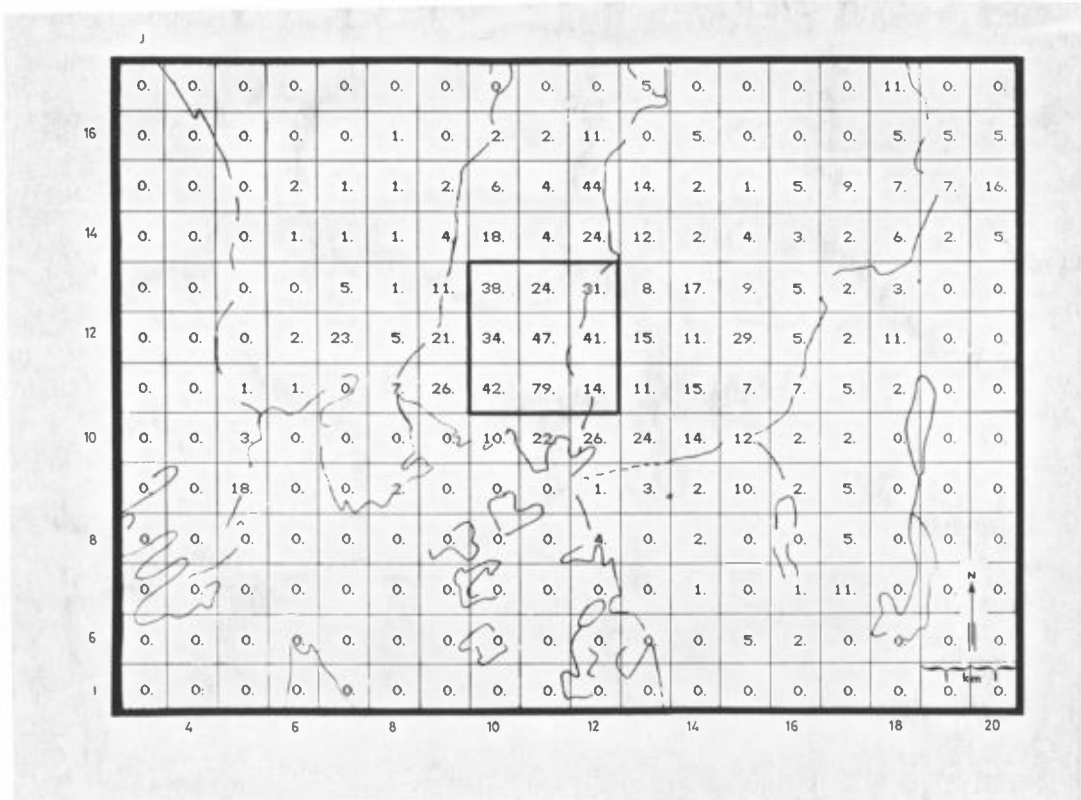 J
0. 0. 0. 0. 0. 0. 0. 0. 0. 0. 5. 0. 0. 0. 0. 11. 0. 0.
16 0. 0. 0. 0. 0. 1. 0. 2. 2. 11. 0. 5. 0. 0. 0. 5. 5. 5.
0. 0. 0. 2. 1. 1. 2. 6. 4. 44. 14. 2. 1. 5. 9. 7. 7. 16.
14 0. 0. 0. 1. 1. 1. 4. 18. 4. 24. 12. 2. 4. 3. 2. 6. 2. 5.
0. 0. 0. 0. 5. 1. 11. 38. 24. 31. 8. 17. 9. 5. 2. 3. 0. 0.
12 0. 0. 0. 2. 23. 5. 21. 34. 47. 41. 15. 11. 29. 5. 2. 11. 0. 0.
0. 0. 1. 1. 0. 7. 26. 42. 79. 14. 11. 15. 7. 7. 5. 2. 0. 0.
10 0. 0. 3. 0. 0. 0. 0. 10. 22. 26. 24. 14. 12. 2. 2. 0. 0. 0.
0. 0. 18. 0. 0. 2. 0. 0. 0. 1. 3. 2. 10. 2. 5. 0. 0. 0.
8 0. 0. 0. 0. 0. 0. 0. 0. 0. 4. 0. 2. 0. 0. 5. 0. 0. 0.
0. 0. 0. 0. 0. 0. 0. 0. 0. 0. 0. 1. 0. 1. 11. 0. 0. 0.
N
6 0. 0. 0. 0. 0. 0. 0. 0. 0. 0. 0. 0. 5. 2. 0. 0. 0. 0.
I 0. 0. 0. 0. 0. 0. 0. 0. 0. 0. 0. 0. 0. 0. 0. 0. 0. 0.
1 km 1
4 6 8 10 12 14 16 18 20